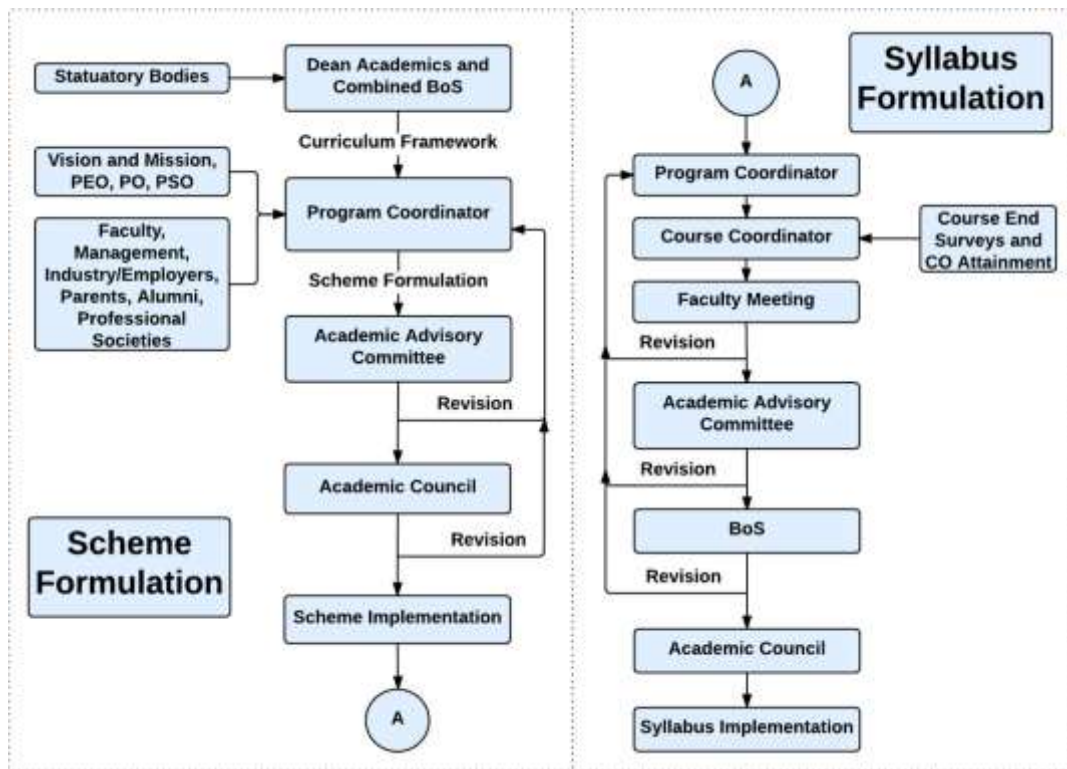 Statuatory Bodies
Dean Academics and
Combined BoS
Curriculum Framework
Vision and Mission,
PEO, PO, PSO
Program Coordinator
Faculty,
Management,
Industry/Employers,
Parents, Alumni,
Professional
Societies
Scheme Formulation
Academic Advisory
Committee
Revision
Academic Council
Revision
Scheme
Formulation
Scheme Implementation
A
Syllabus
Formulation
A
Program Coordinator
Course Coordinator
Course End
Surveys and
CO Attainment
Faculty Meeting
Revision
Academic Advisory
Committee
Revision
BoS
Revision
Academic Council
Syllabus Implementation